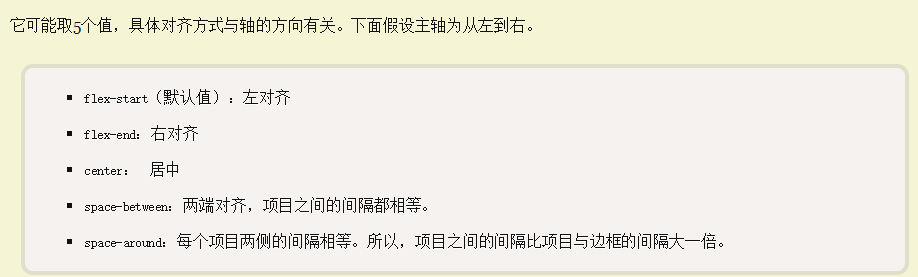 它可能取5个值，具体对齐方式与轴的方向有关。下面假设主轴为从左到右。
flex-start（默认值）：左对齐
flex-end：右对齐
center： 居中
space-between：两端对齐，项目之间的间隔都相等。
space-around：每个项目两侧的间隔相等。所以，项目之间的间隔比项目与边框的间隔大一倍。